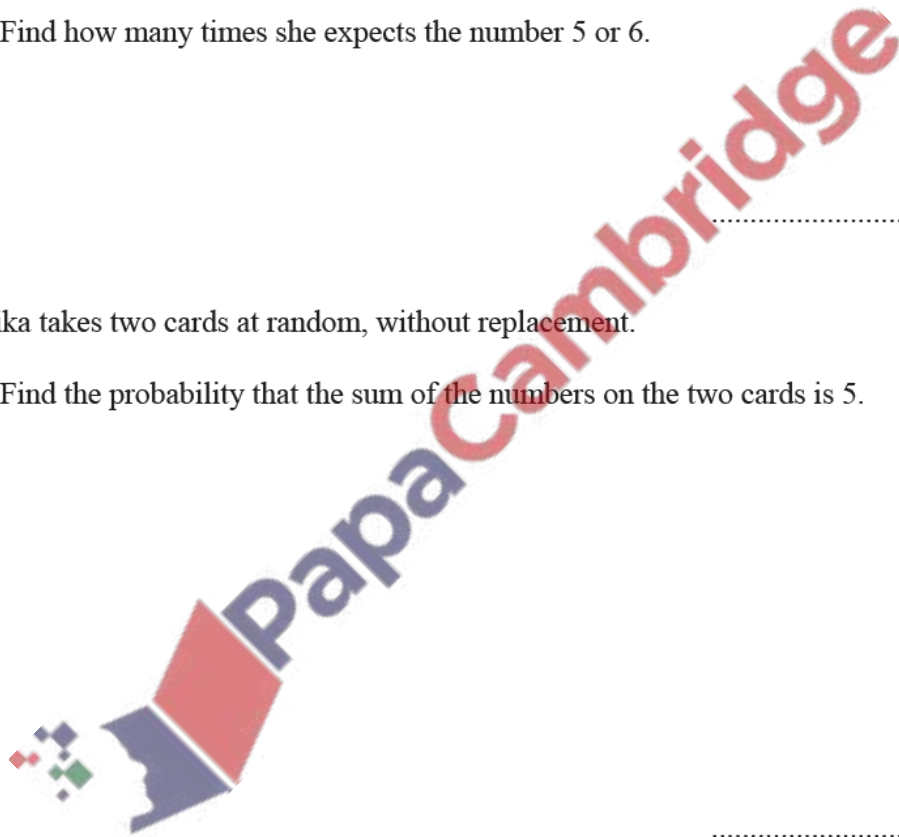 Find how many times she expects the number 5 or 6.
ika takes two cards at random, without replacement.
Find the probability that the sum of the numbers on the two cards is 5.
PapaCambridge